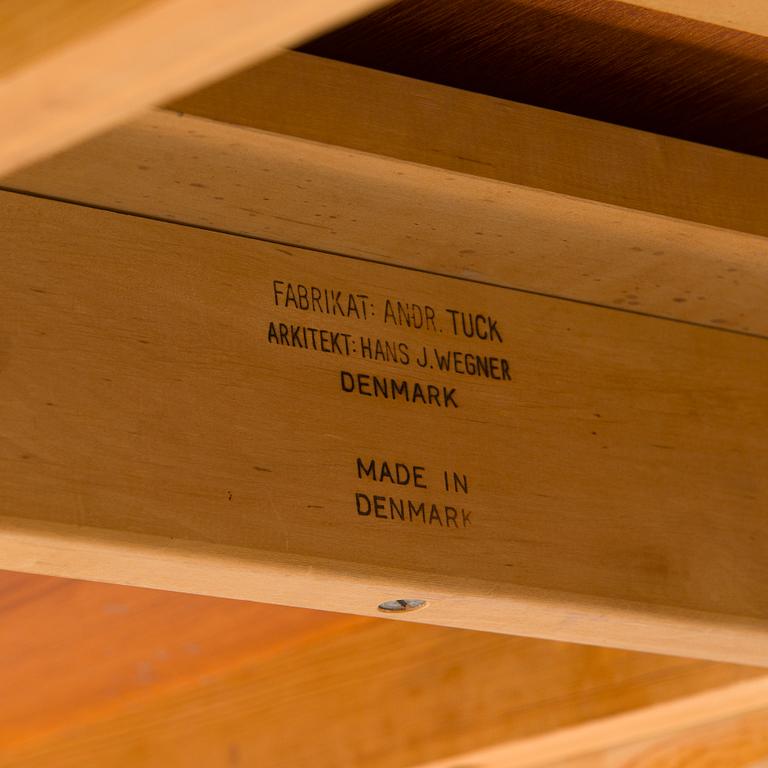 FABRIKAT: ANDR. TUCK
ARKITEKT: HANS J. WEGNER
DENMARK
MADE IN
DENMARK